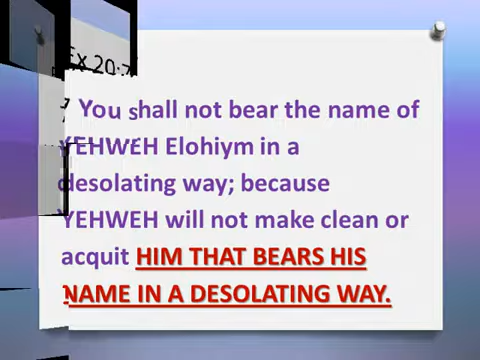 Ex 20:7
7 You shall not bear the name of
YEHWEH Elohiym in a
desolating way; because
YEHWEH will not make clean or
acquit HIM THAT BEARS HIS
NAME IN A DESOLATING WAY.